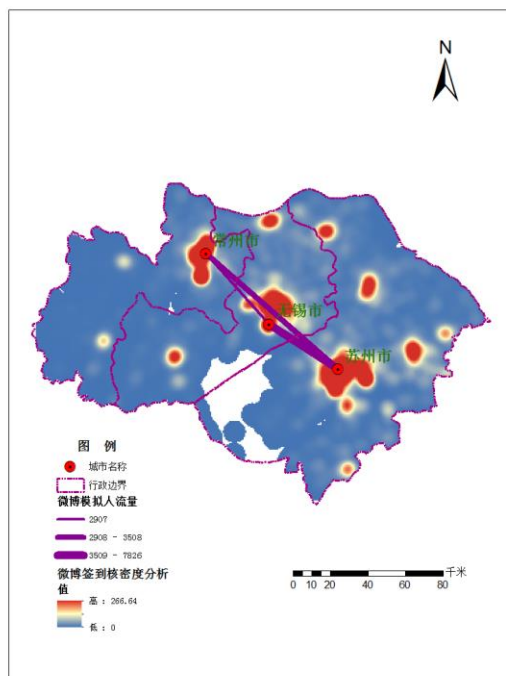 N
常州市
无锡市
苏州市
图 例
城市名称
行政边界
微博模拟人流量
2907
2908 - 3508
3509 - 7826
微博签到核密度分析
值
高 : 266.64
低 : 0
0 10 20 40 60 80 千米